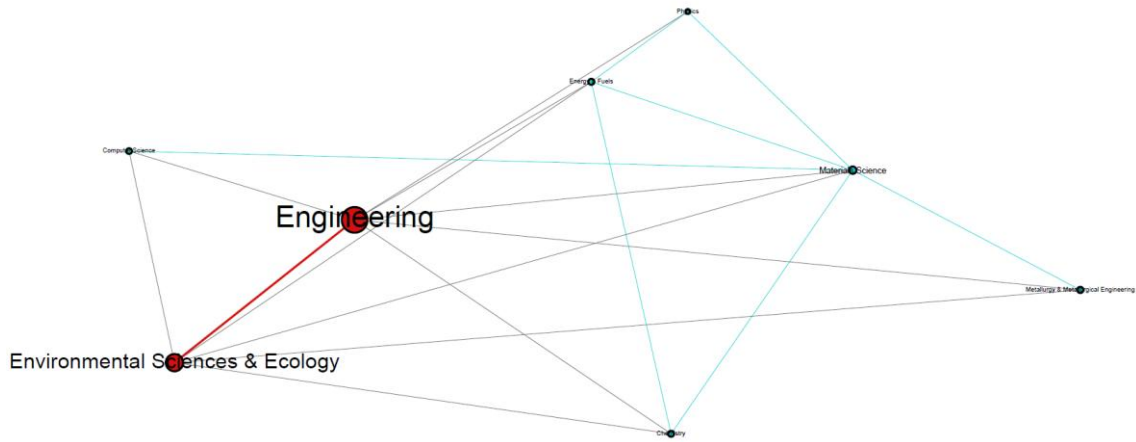 Physics
Energy & Fuels
Computer Science
Material Science
Engineering
Metallurgy & Metallurgical Engineering
Environmental Sciences & Ecology
Chemistry